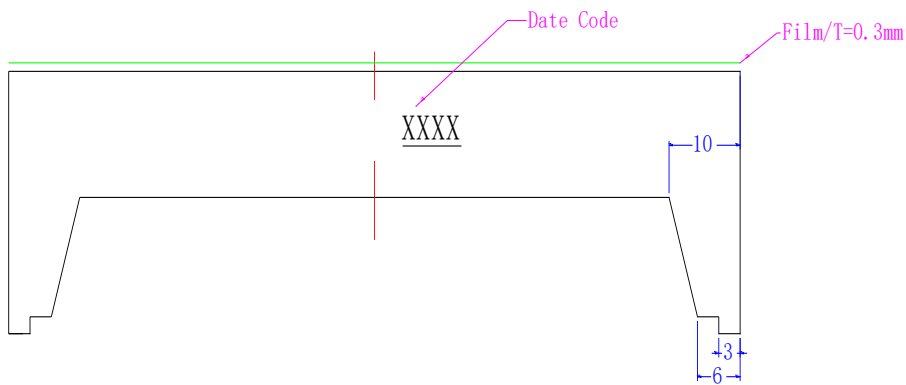 Date Code
Film/T=0.3mm
XXXX
10
3
6